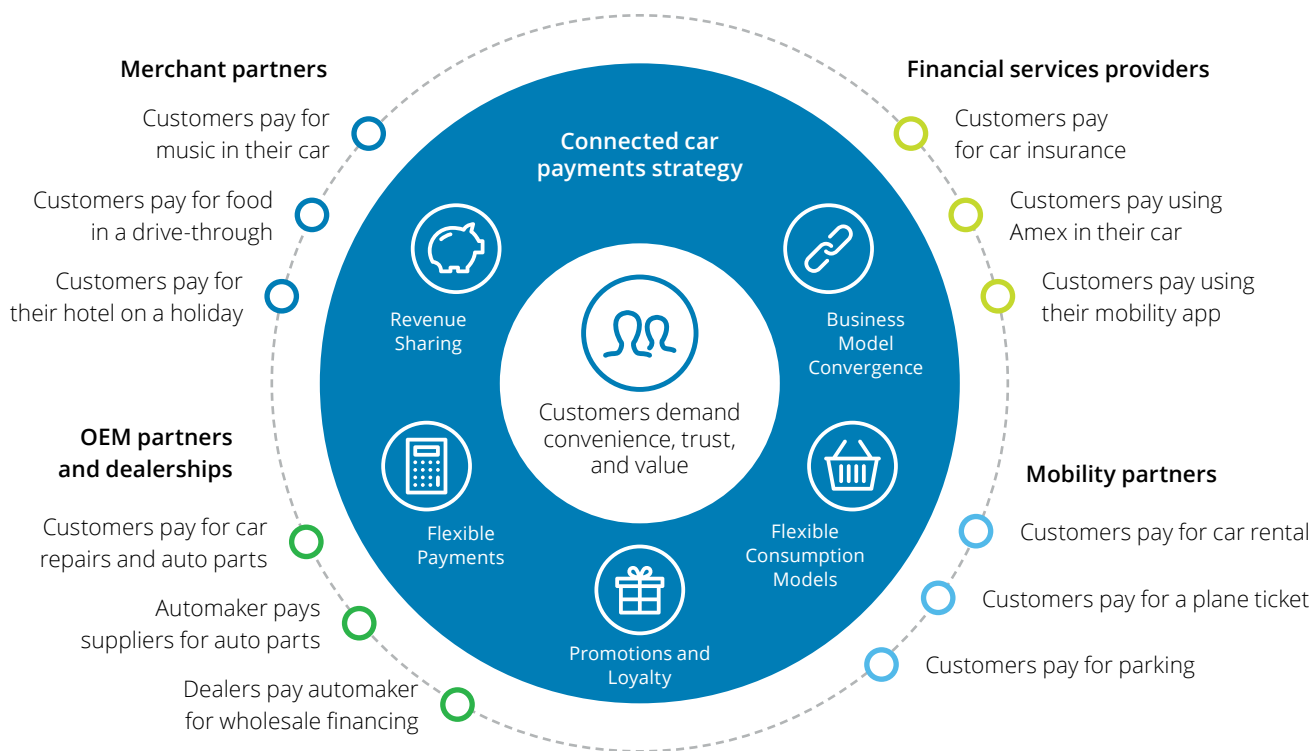 Merchant partners
Customers pay for
music in their car
Customers pay for food
in a drive-through
Customers pay for
their hotel on a holiday
OEM partners
and dealerships
Customers pay for car
repairs and auto parts
Automaker pays
suppliers for auto parts
Dealers pay automaker
for wholesale financing
Connected car
payments strategy
Revenue
Sharing
Business
Model
Convergence
Customers demand
convenience, trust,
and value
Flexible
Payments
Flexible
Consumption
Models
Promotions and
Loyalty
Financial services providers
Customers pay
for car insurance
Customers pay using
Amex in their car
Customers pay using
their mobility app
Mobility partners
Customers pay for car rental
Customers pay for a plane ticket
Customers pay for parking